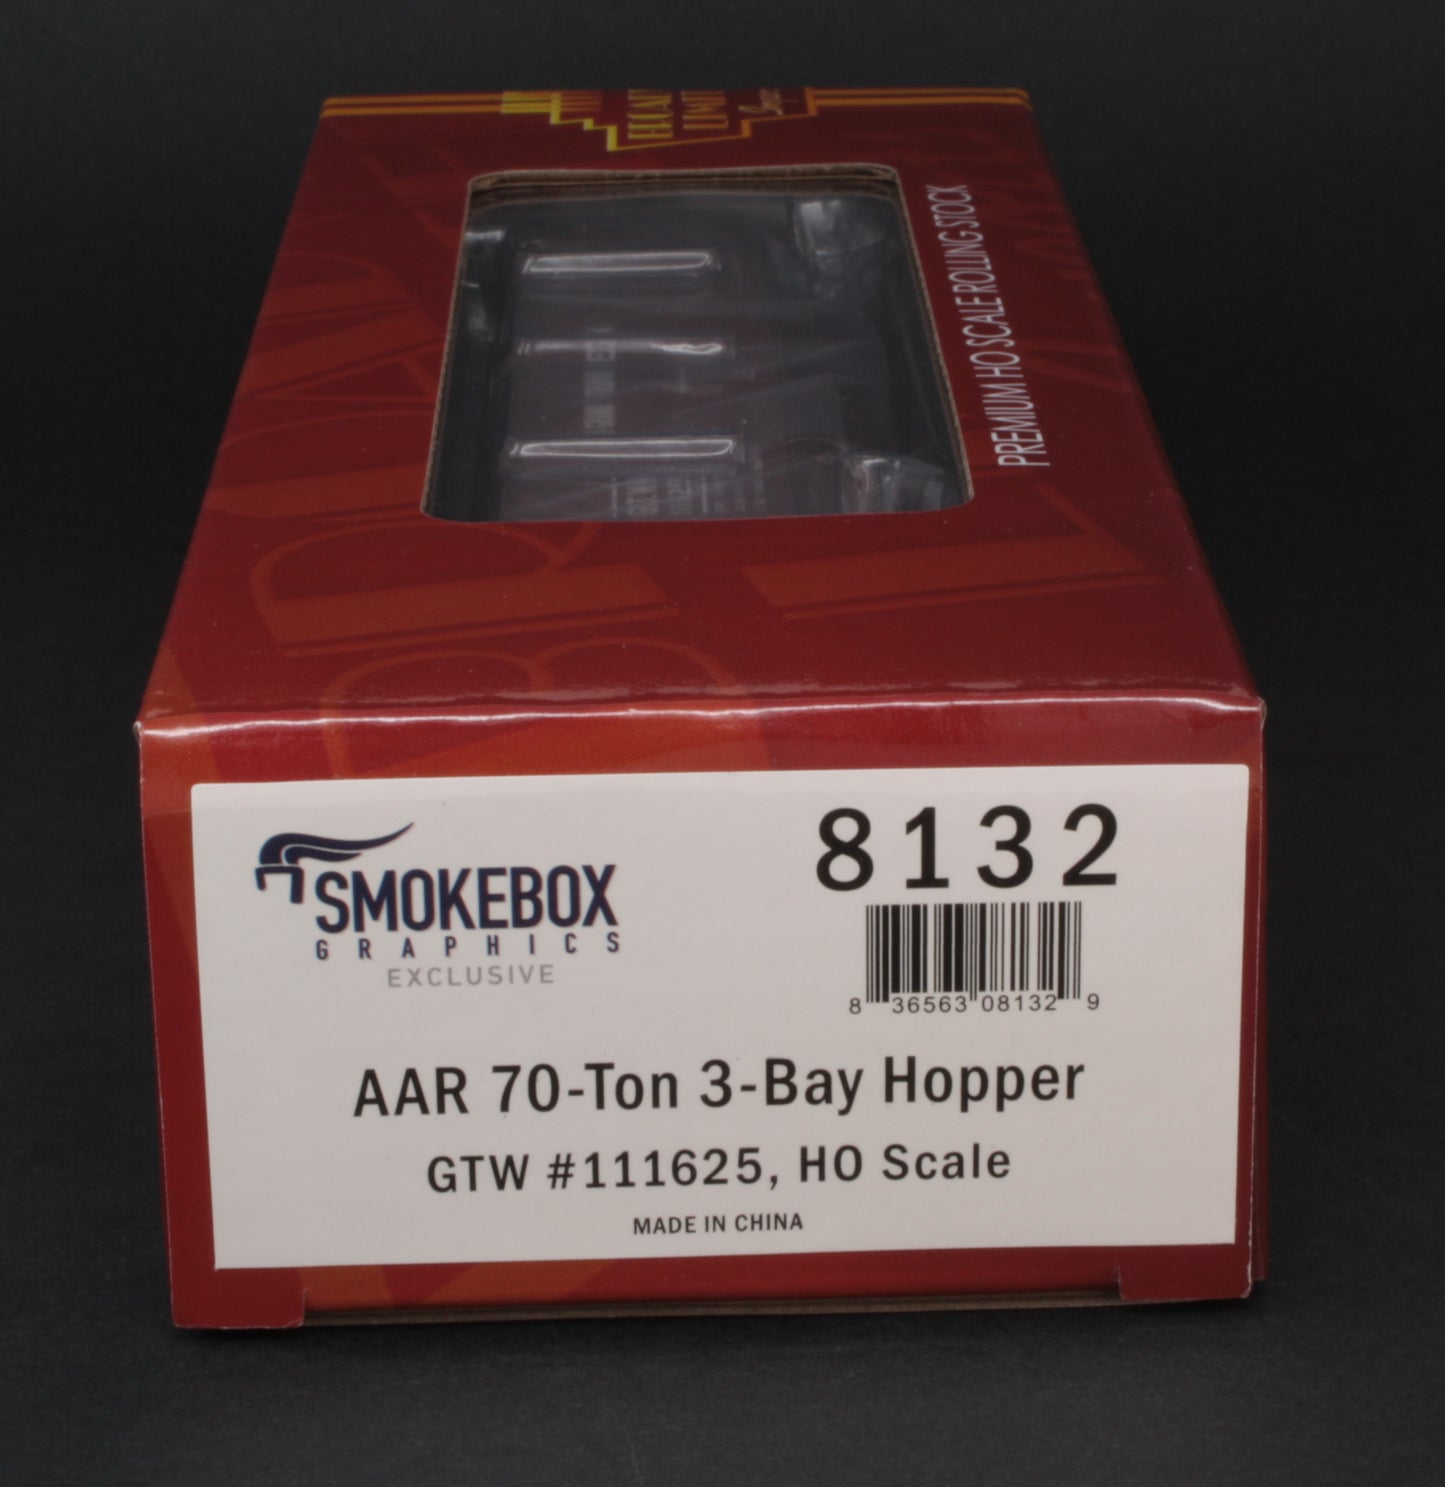 PREMIUM HO SCALE ROLLING STOCK
SMOKEBOX
GRAPHICS
EXCLUSIVE
8132
8 36563 08132 9
AAR 70-Ton 3-Bay Hopper
GTW #111625, HO Scale
MADE IN CHINA